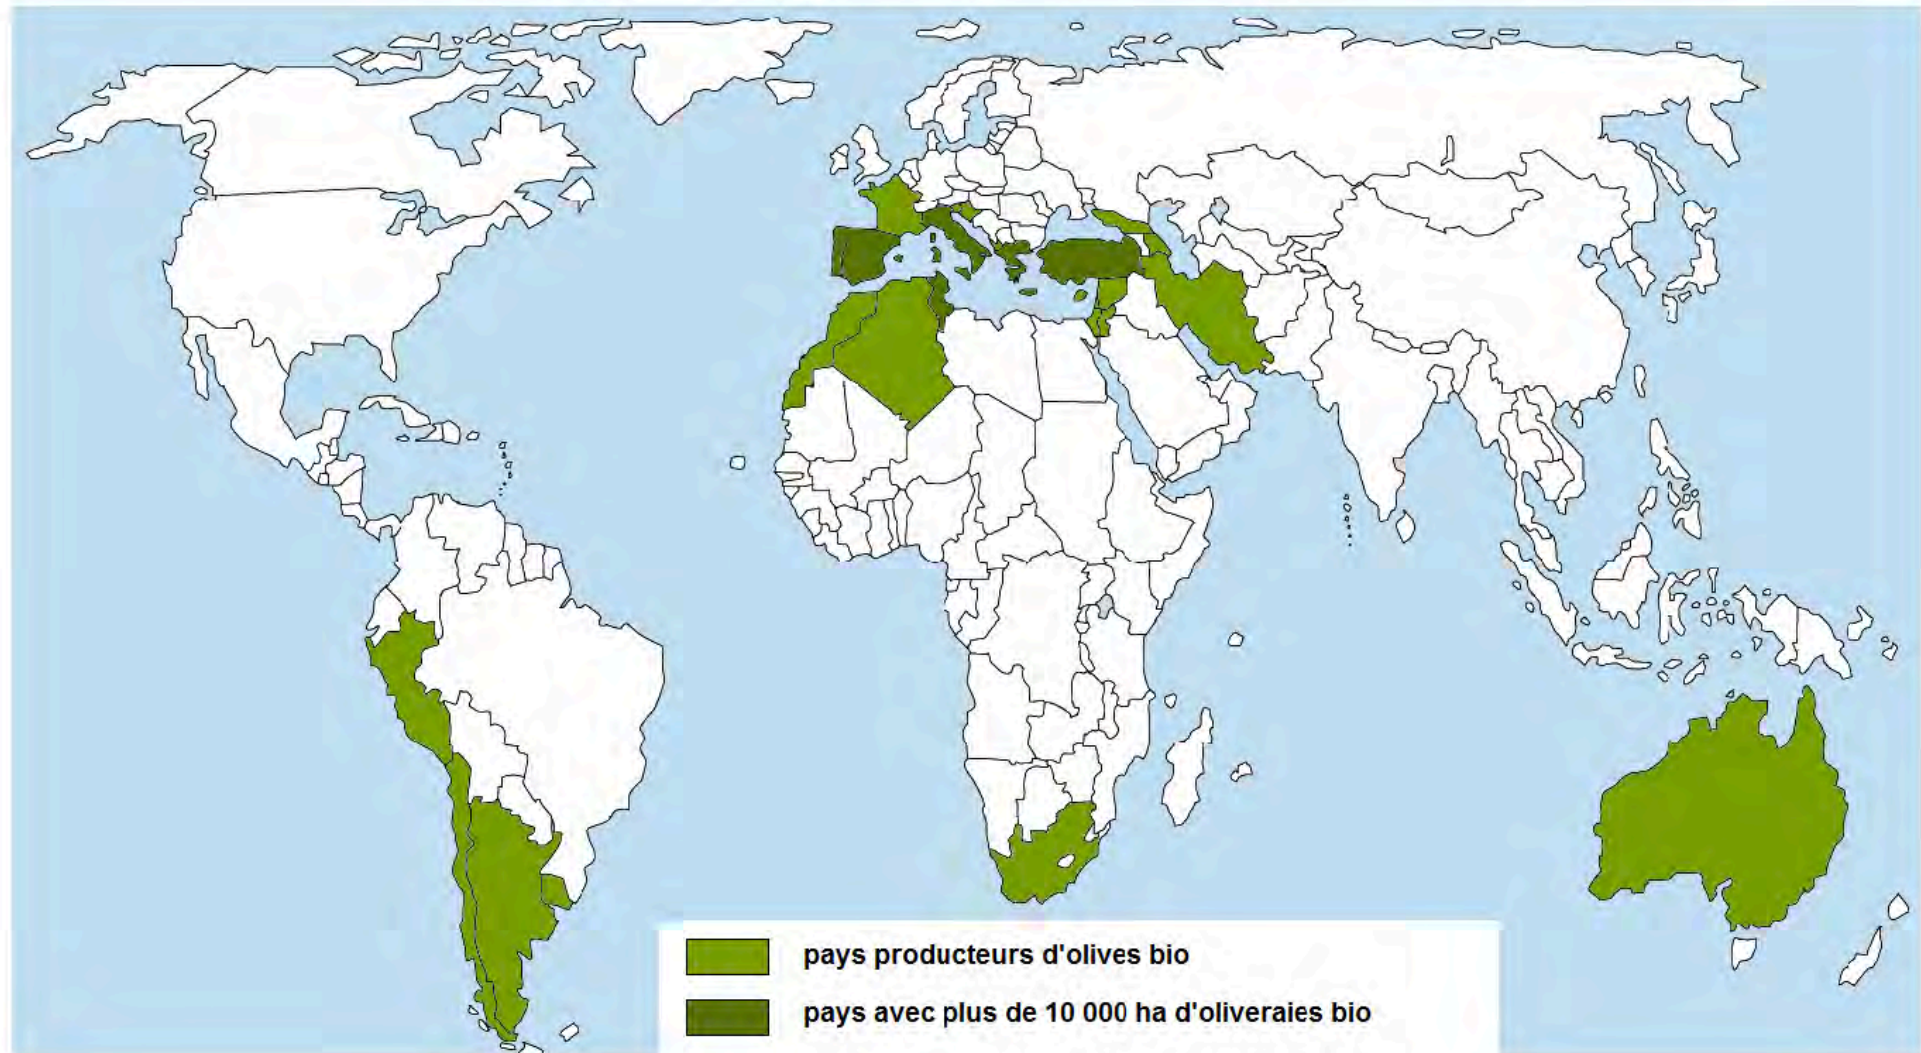 pays producteurs d'olives bio
pays avec plus de 10 000 ha d'oliveraies bio